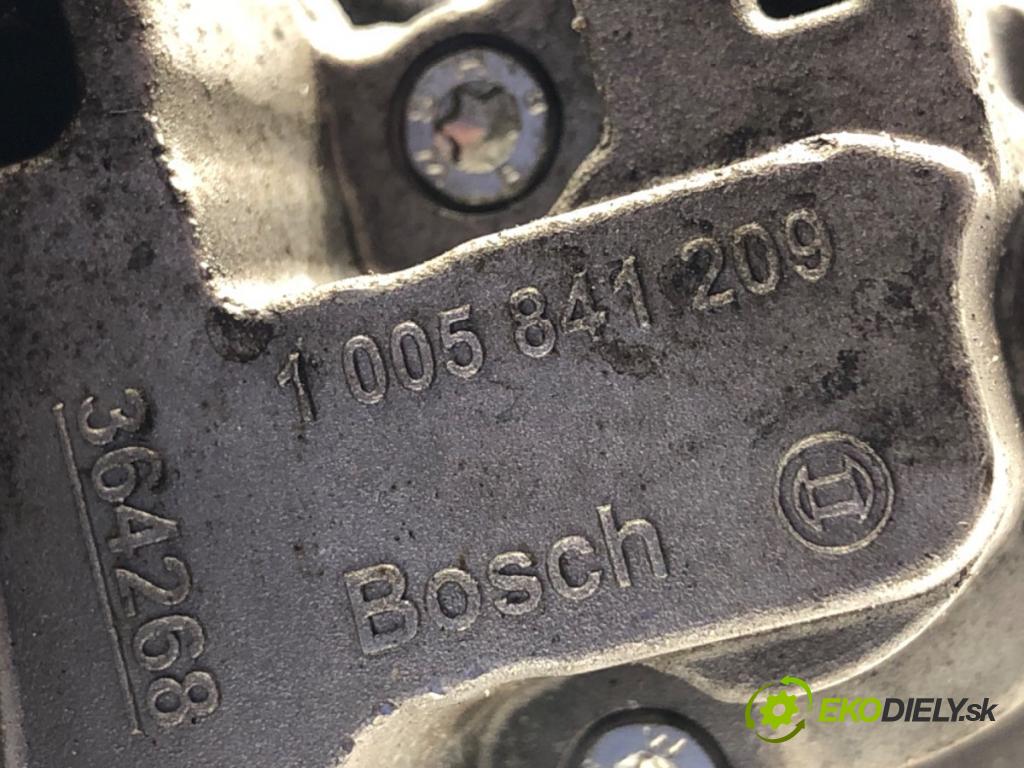 1 005 841 209
364268
Bosch
EKODIELY.sk